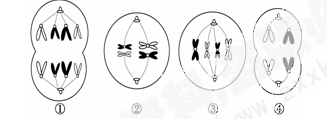 ① ② ③ ④